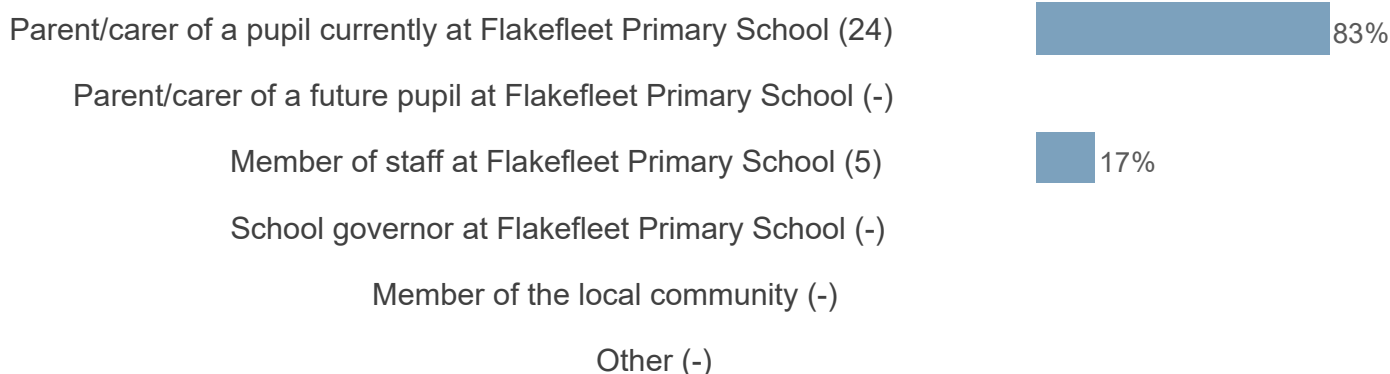 Parent/carer of a pupil currently at Flakefleet Primary School (24) 83%
Parent/carer of a future pupil at Flakefleet Primary School (-)
Member of staff at Flakefleet Primary School (5) 17%
School governor at Flakefleet Primary School (-)
Member of the local community (-)
Other (-)